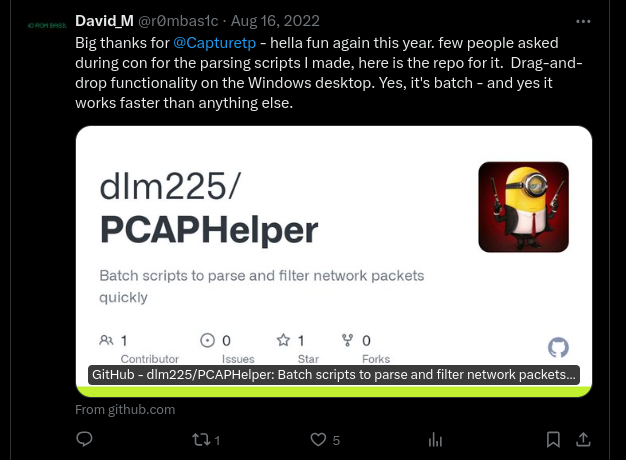 David_M @r0mbas1c · Aug 16, 2022
Big thanks for @Capturetp - hella fun again this year. few people asked
during con for the parsing scripts I made, here is the repo for it.  Drag-and-
drop functionality on the Windows desktop. Yes, it's batch - and yes it
works faster than anything else.
dlm225/
PCAPHelper
Batch scripts to parse and filter network packets
quickly
1 0 1 0
Contributor Issues Star Forks
GitHub - dlm225/PCAPHelper: Batch scripts to parse and filter network packets...
From github.com
1 5